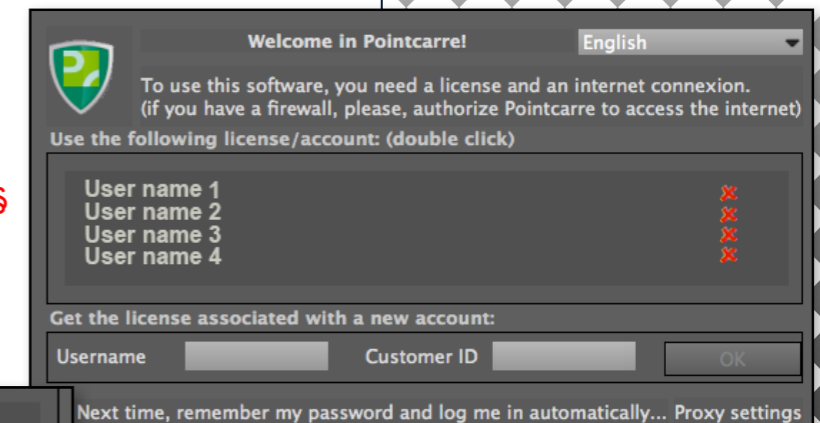 Welcome in Pointcarre!
English
To use this software, you need a license and an internet connexion.
(if you have a firewall, please, authorize Pointcarre to access the internet)
Use the following license/account: (double click)
User name 1
User name 2
User name 3
User name 4
Get the license associated with a new account:
Username
Customer ID
OK
Next time, remember my password and log me in automatically... Proxy settings